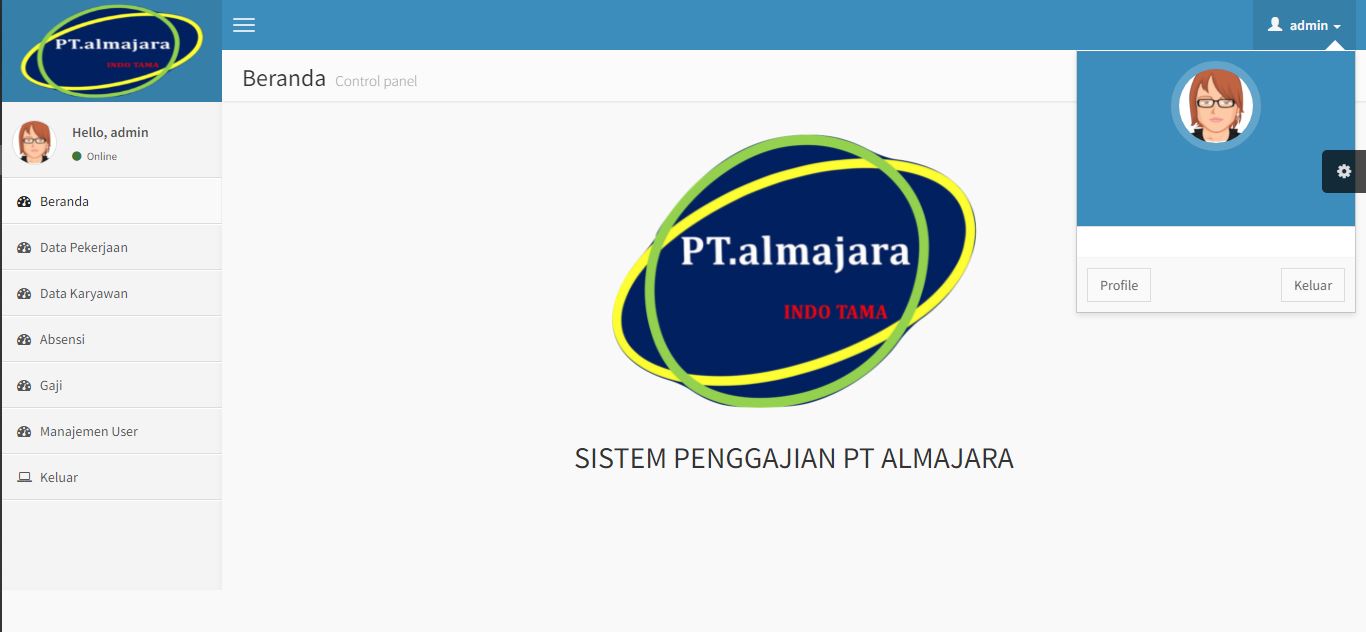 PT.almajara
INDO TAMA
admin
Beranda Control panel
Hello, admin
Online
Beranda
Data Pekerjaan
Data Karyawan
Absensi
Gaji
Manajemen User
Keluar
PT.almajara
INDO TAMA
SISTEM PENGGAJIAN PT ALMAJARA
Profile
Keluar